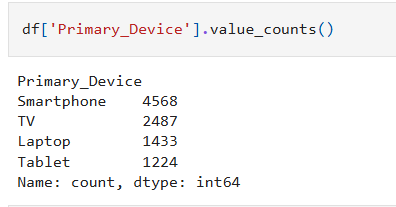 df['Primary_Device'].value_counts()
Primary_Device
Smartphone    4568
TV            2487
Laptop        1433
Tablet        1224
Name: count, dtype: int64